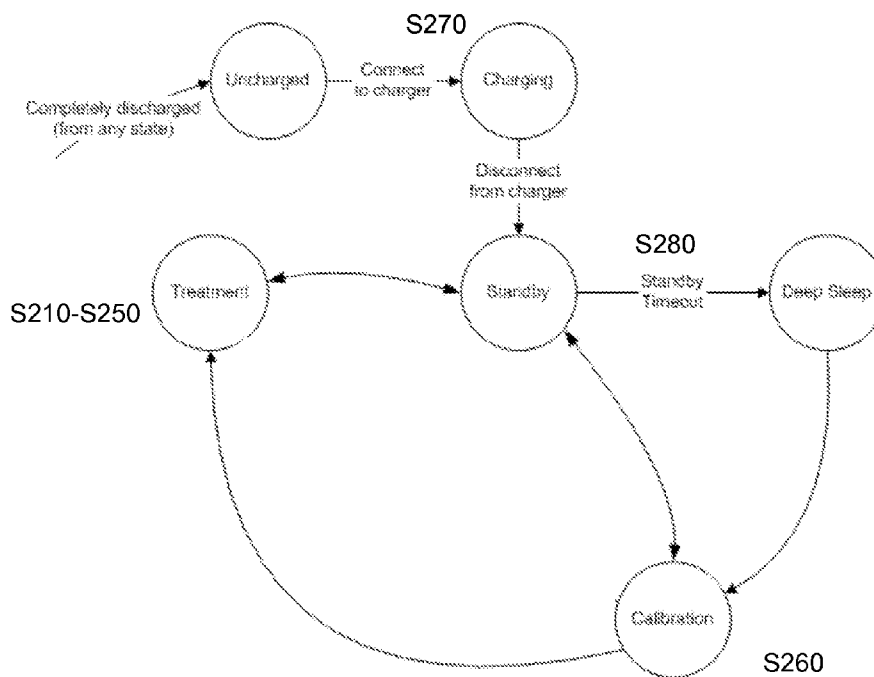 S270
Uncharged
Connect
to charger
Charging
Completely discharged
(from any state)
Disconnect
from charger
S280
Treatment
Standby
Standby
Timeout
Deep Sleep
S210-S250
Calibration
S260